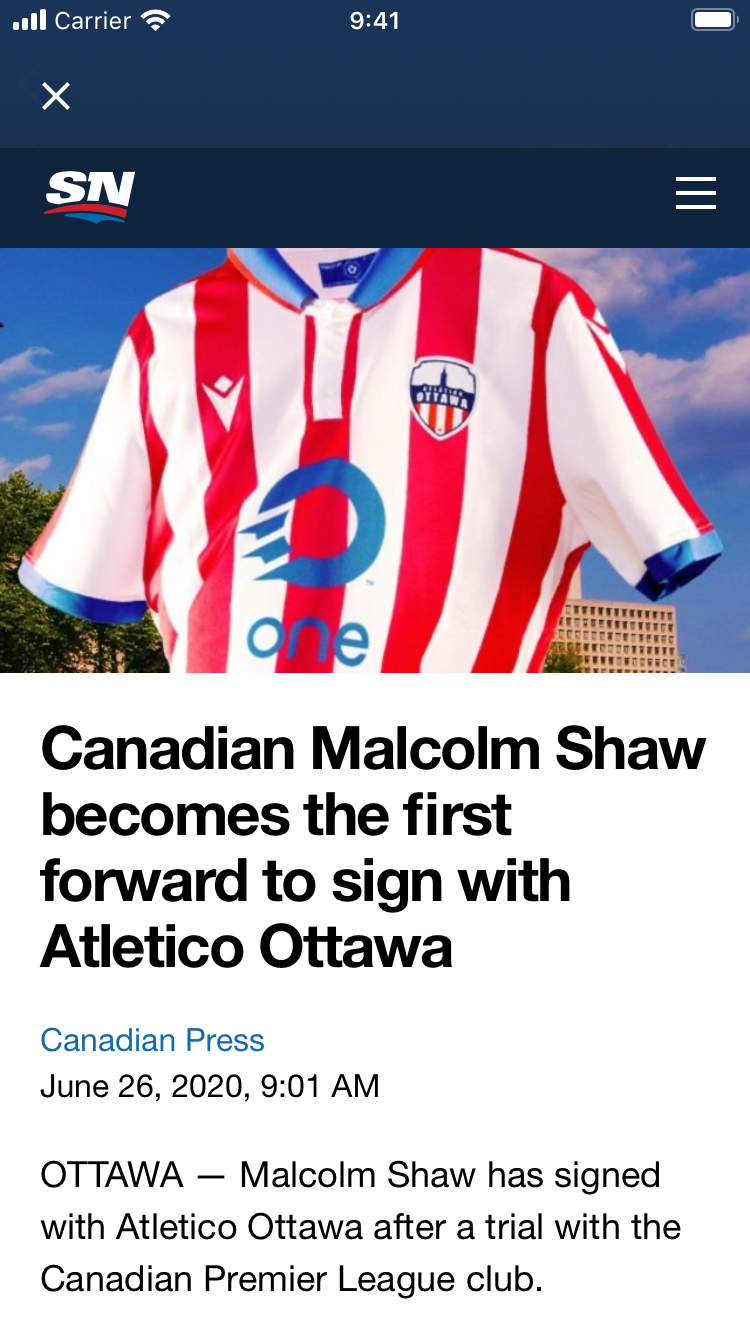 Carrier
9:41
SN
ATLÉTICO
OTTAWA
one
™
Canadian Malcolm Shaw
becomes the first
forward to sign with
Atletico Ottawa
Canadian Press
June 26, 2020, 9:01 AM
OTTAWA — Malcolm Shaw has signed
with Atletico Ottawa after a trial with the
Canadian Premier League club.